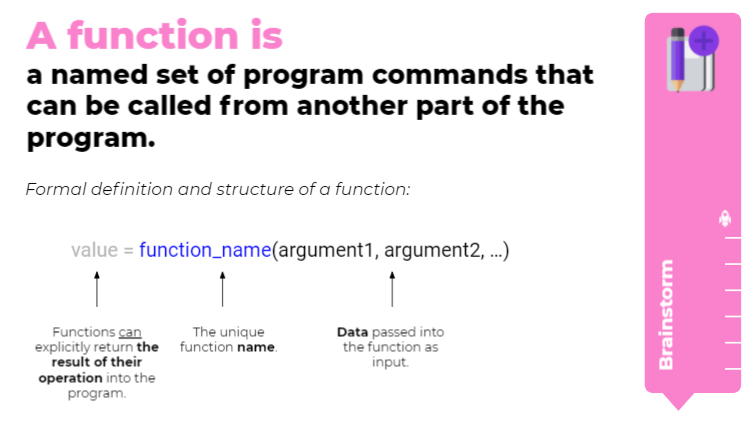 A function is
a named set of program commands that
can be called from another part of the
program.
Formal definition and structure of a function:
value = function_name(argument1, argument2, ...)
Functions can
explicitly return the
result of their
operation into the
program.
The unique
function name.
Data passed into
the function as
input.
Brainstorm